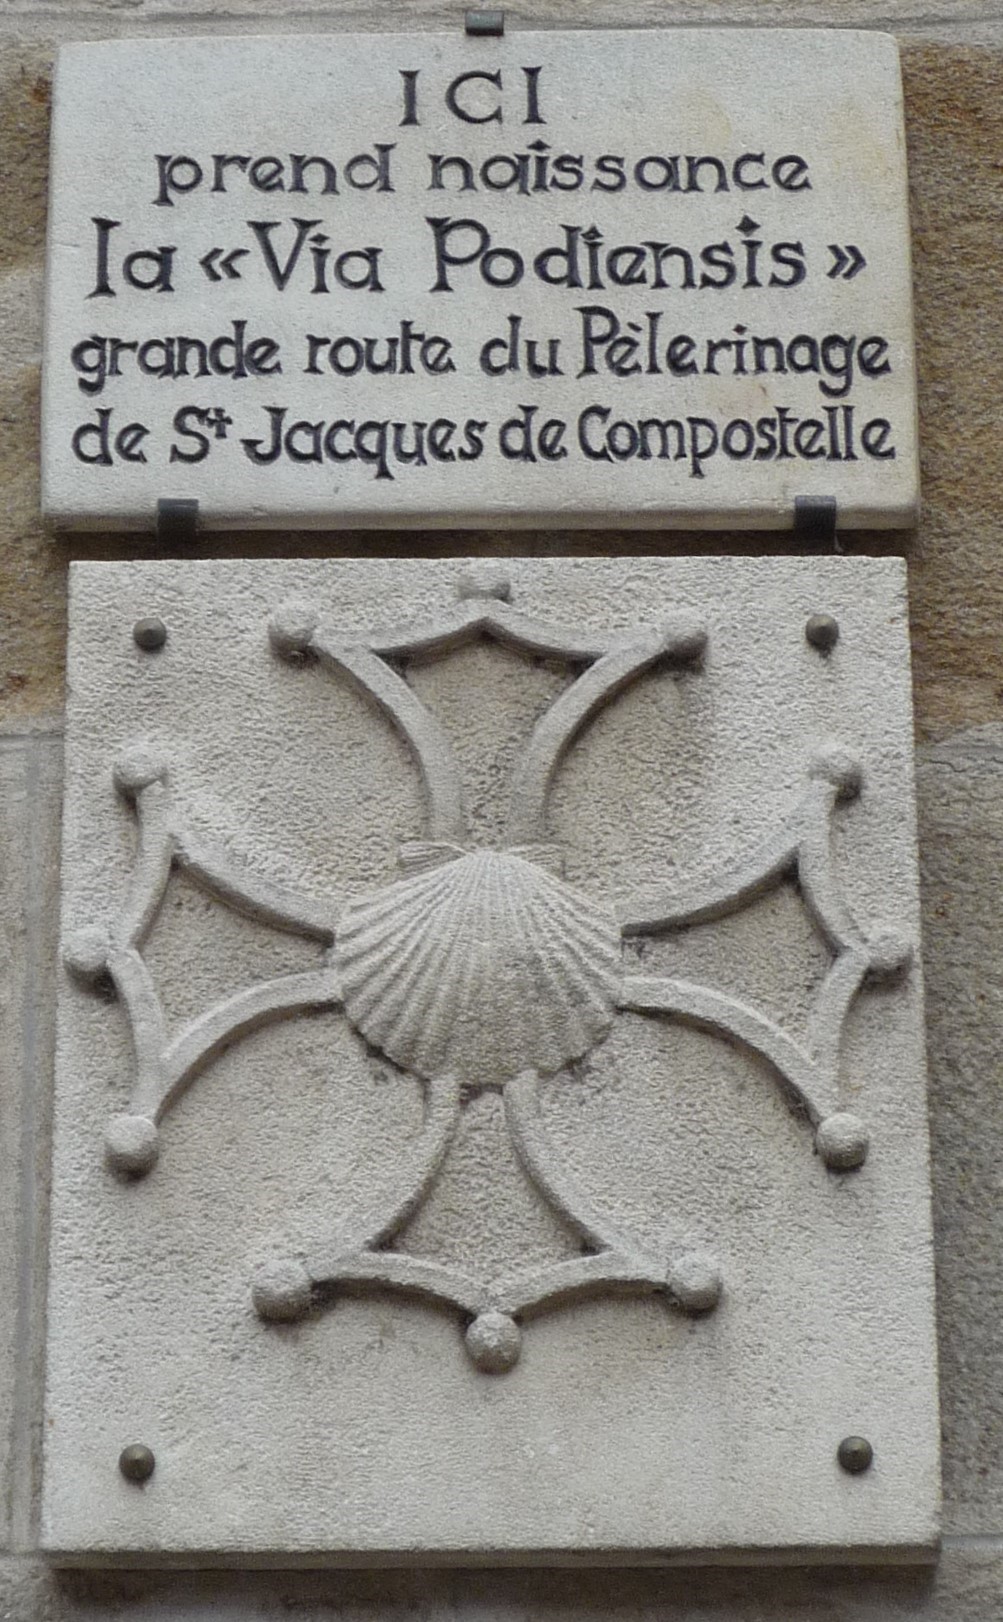 ICI
prend naissance
la «Via Podiensis»
grande route du Pèlerinage
de St Jacques de Compostelle